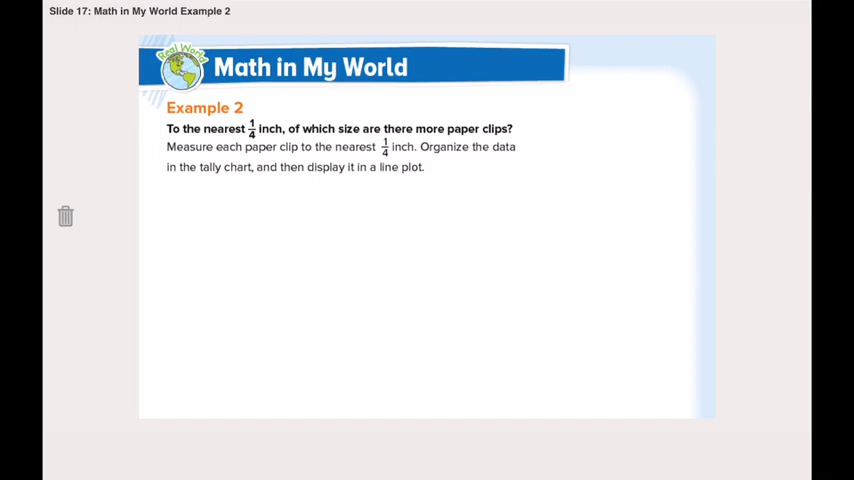 Slide 17: Math in My World Example 2
Real World
Math in My World
Example 2
To the nearest 1/4 inch, of which size are there more paper clips?
Measure each paper clip to the nearest 1/4 inch. Organize the data
in the tally chart, and then display it in a line plot.